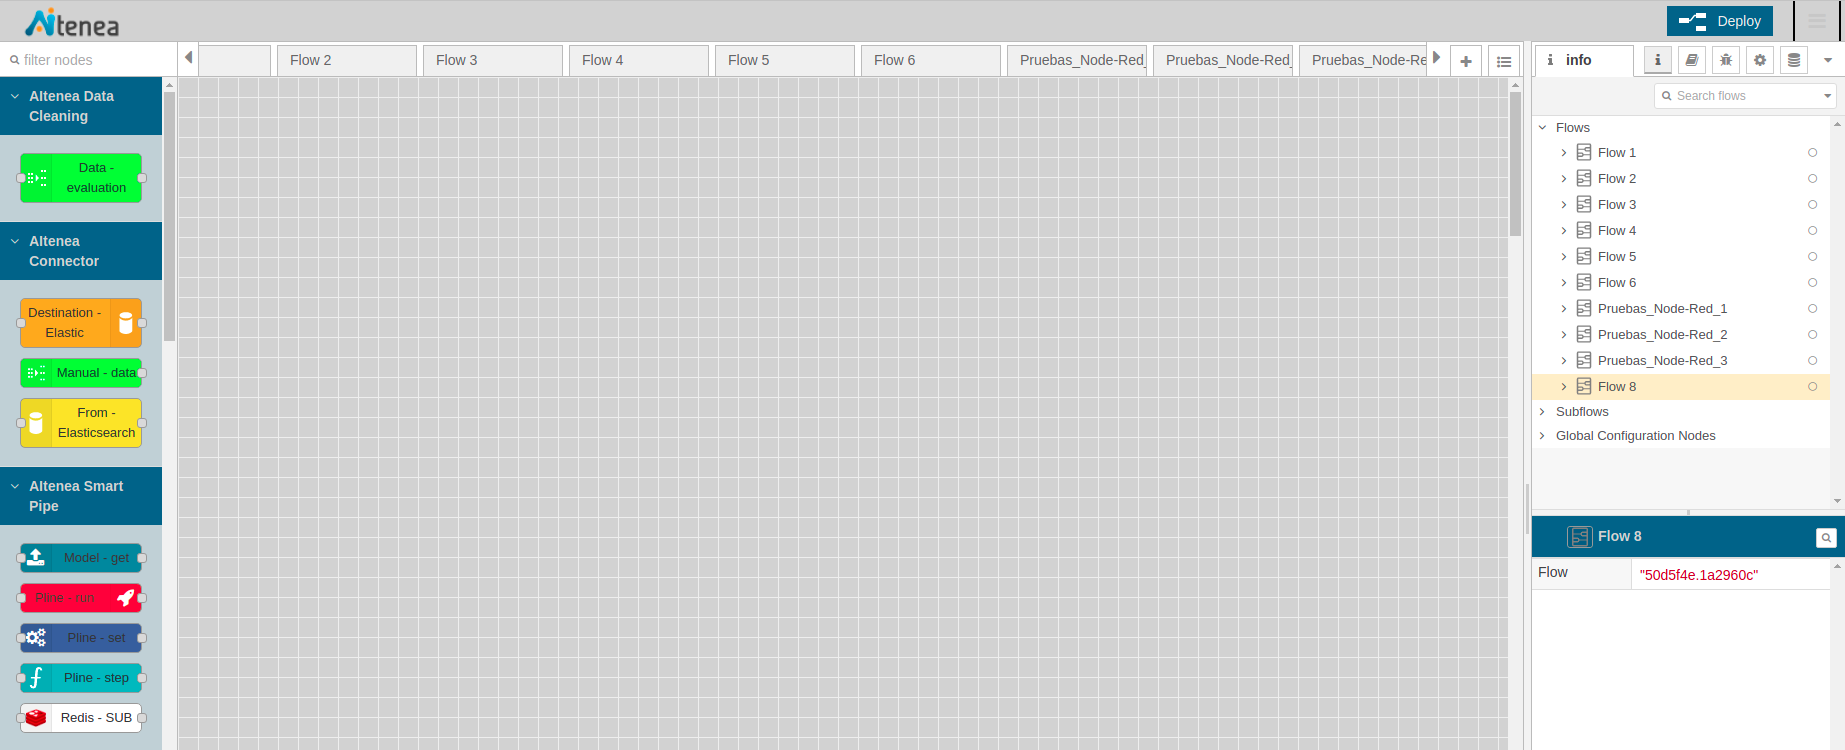 Altenea
Deploy
filter nodes
Flow 2
Flow 3
Flow 4
Flow 5
Flow 6
Pruebas_Node-Red_
Pruebas_Node-Red_
Pruebas_Node-Re
info
Altenea Data
Cleaning
Data -
evaluation
Altenea
Connector
Destination -
Elastic
Manual - data
From -
Elasticsearch
Altenea Smart
Pipe
Model - get
Pline - run
Pline - set
Pline - step
Redis - SUB
Search flows
Flows
Flow 1
Flow 2
Flow 3
Flow 4
Flow 5
Flow 6
Pruebas_Node-Red_1
Pruebas_Node-Red_2
Pruebas_Node-Red_3
Flow 8
Subflows
Global Configuration Nodes
Flow 8
Flow "50d5f4e.1a2960c"